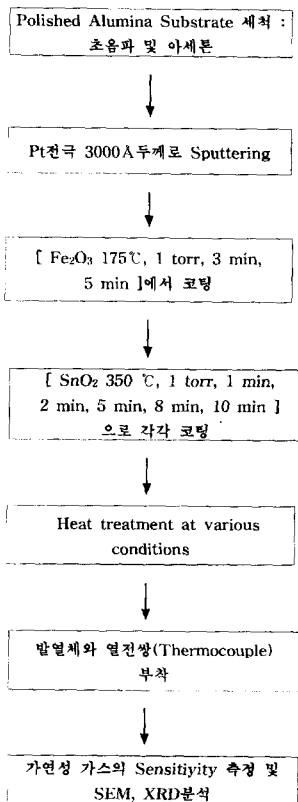 Polished Alumina Substrate 세척 :
초음파 및 아세톤
Pt전극 3000A두께로 Sputtering
[ Fe₂O₃ 175℃, 1 torr, 3 min,
5 min ]에서 코팅
[ SnO₂ 350 ℃, 1 torr, 1 min,
2 min, 5 min, 8 min, 10 min ]
으로 각각 코팅
Heat treatment at various
conditions
발열체와 열전쌍(Thermocouple)
부착
가연성 가스의 Sensitiyity 측정 및
SEM, XRD분석